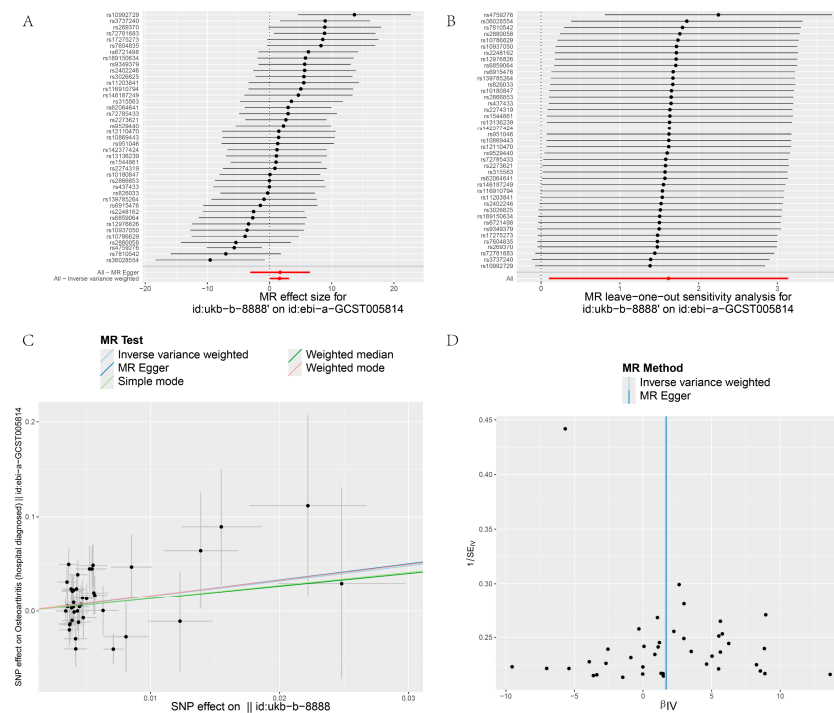 A
rs10992729
rs3737240
rs269370
rs72781683
rs17275273
rs7604835
rs6721498
rs189150634
rs9349379
rs2402246
rs3026825
rs11203841
rs116910794
rs146187249
rs315563
rs62064641
rs72785433
rs2273621
rs9529440
rs12110470
rs10869443
rs951046
rs142377424
rs13136239
rs1544861
rs2274319
rs10180847
rs2866853
rs437433
rs826033
rs139785264
rs6915476
rs2248162
rs6859064
rs12976826
rs10937050
rs10786629
rs2880058
rs4759276
rs7810542
rs36028554
All − MR Egger
All − Inverse variance weighted
−20
−10
0
10
20
MR effect size for
id:ukb-b-8888' on id:ebi-a-GCST005814
B
rs4759276
rs36028554
rs7810542
rs2880058
rs10786629
rs10937050
rs2248162
rs12976826
rs6859064
rs6915476
rs139785264
rs826033
rs10180847
rs2866853
rs437433
rs2274319
rs1544861
rs13136239
rs142377424
rs951046
rs10869443
rs12110470
rs9529440
rs72785433
rs2273621
rs315563
rs62064641
rs146187249
rs116910794
rs11203841
rs2402246
rs3026825
rs189150634
rs6721498
rs9349379
rs17275273
rs7604835
rs269370
rs72781683
rs3737240
rs10992729
All
0
1
2
3
MR leave−one−out sensitivity analysis for
id:ukb-b-8888' on id:ebi-a-GCST005814
C
MR Test
Inverse variance weighted
MR Egger
Simple mode
Weighted median
Weighted mode
SNP effect on Osteoarthritis (hospital diagnosed) || id:ebi-a-GCST005814
0.2
0.1
0.0
0.01
0.02
0.03
SNP effect on || id:ukb-b-8888
D
MR Method
Inverse variance weighted
MR Egger
1/SE_IV
0.45
0.40
0.35
0.30
0.25
−10
−5
0
5
10
β_IV